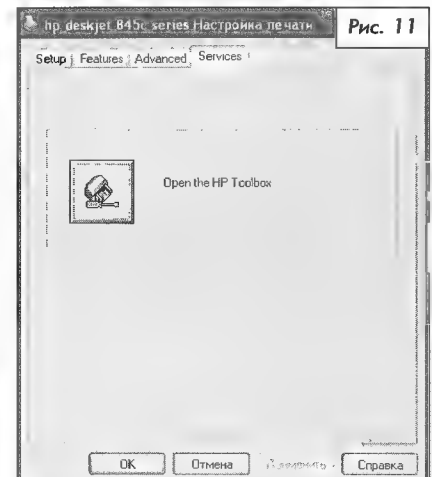 hp deskjet 845c series Настройка печати
Рис. 11
Setup Features Advanced Services
Open the HP Toolbox
OK Отмена Применить Справка